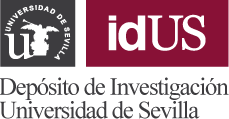 UNIVERSIDAD DE SEVILLA
idUS
Depósito de Investigación
Universidad de Sevilla